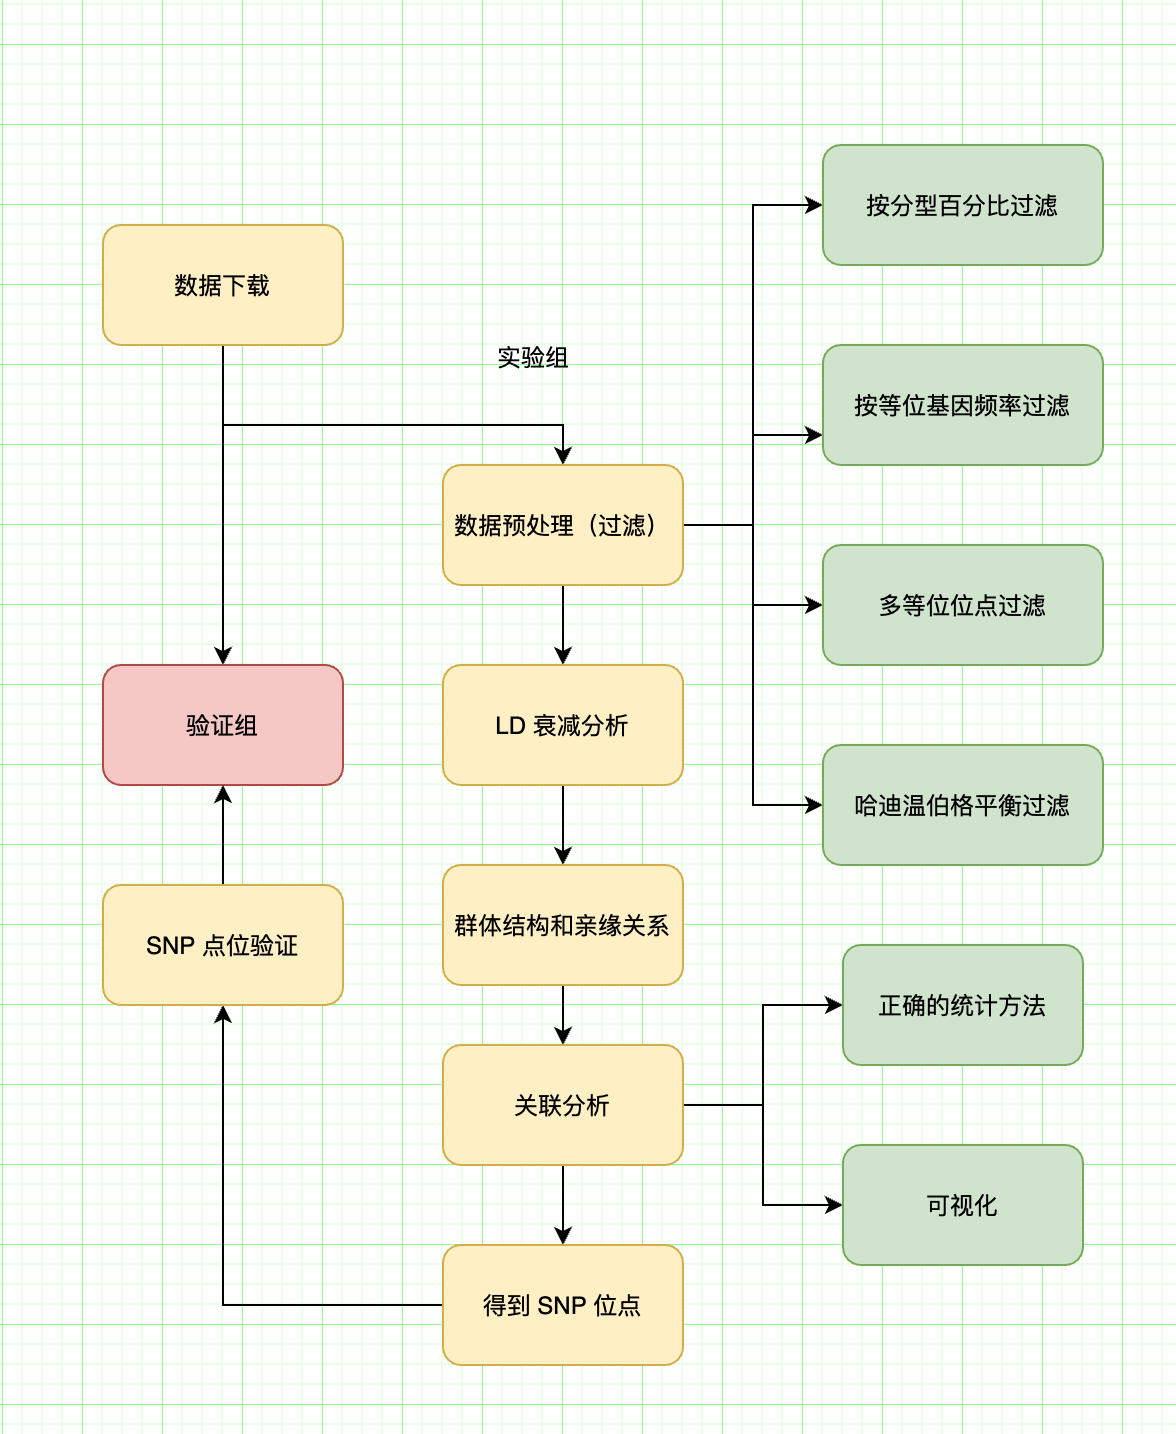 按分型百分比过滤
数据下载
实验组
按等位基因频率过滤
数据预处理（过滤）
多等位位点过滤
验证组
LD 衰减分析
哈迪温伯格平衡过滤
群体结构和亲缘关系
SNP 点位验证
正确的统计方法
关联分析
可视化
得到 SNP 位点